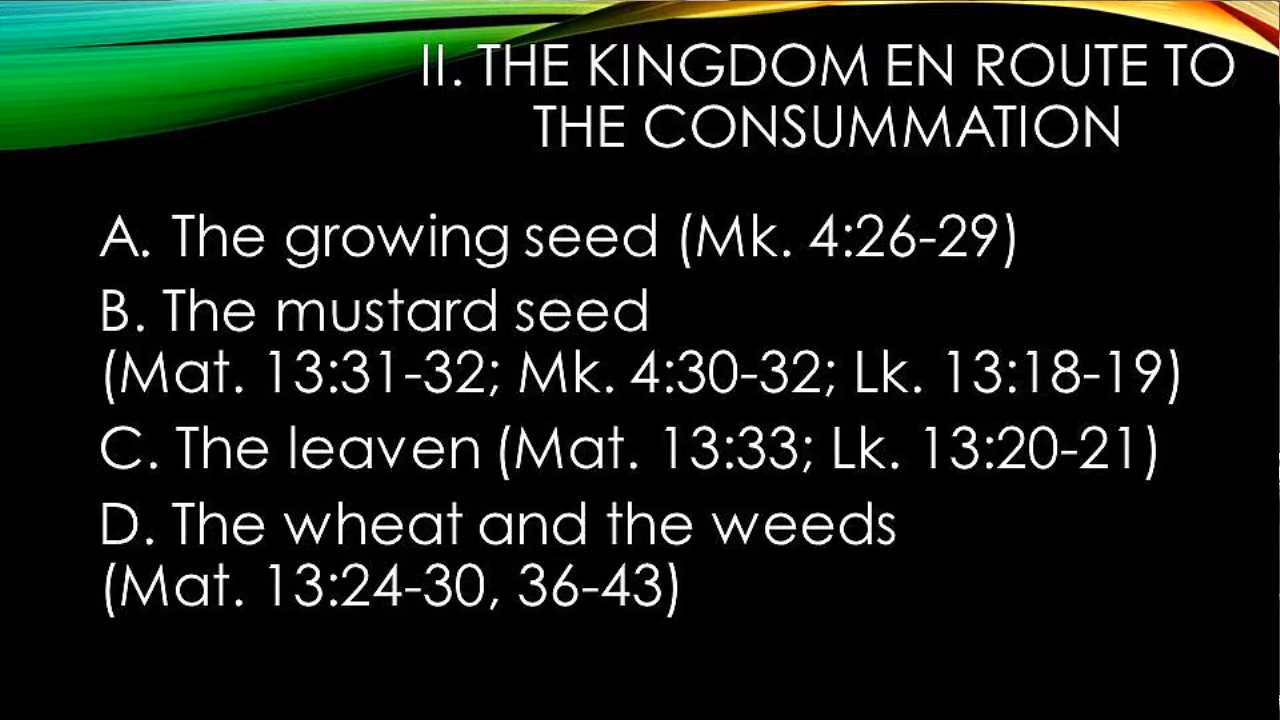 II. THE KINGDOM EN ROUTE TO
THE CONSUMMATION
A. The growing seed (Mk. 4:26-29)
B. The mustard seed
(Mat. 13:31-32; Mk. 4:30-32; Lk. 13:18-19)
C. The leaven (Mat. 13:33; Lk. 13:20-21)
D. The wheat and the weeds
(Mat. 13:24-30, 36-43)